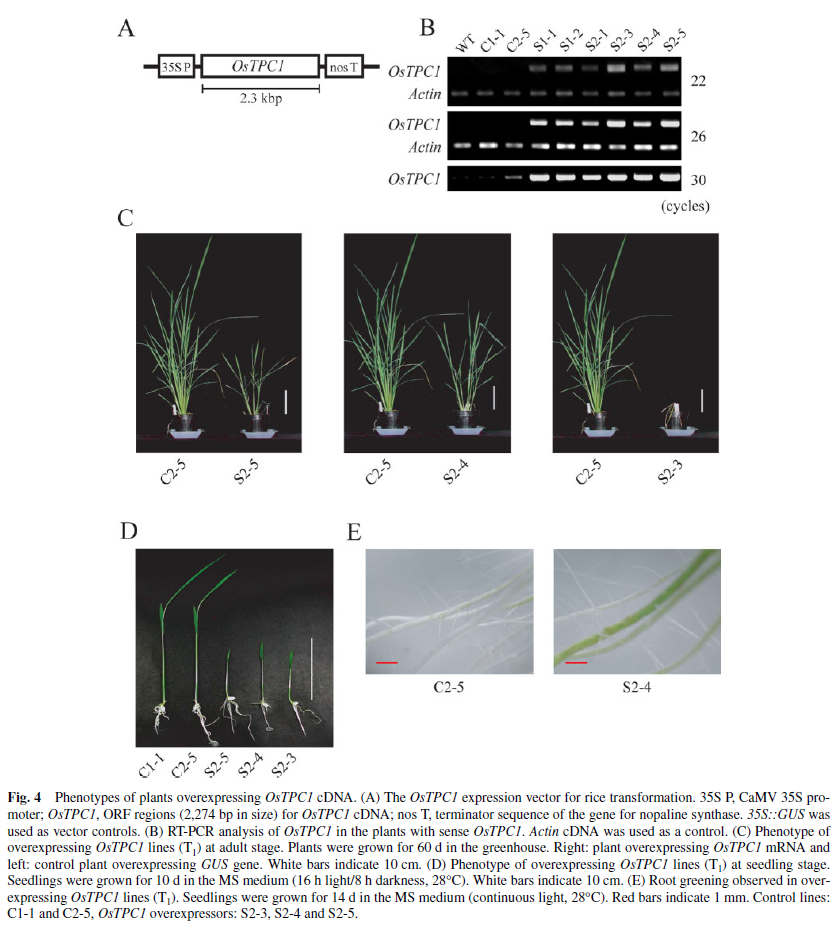 A
35S P
OsTPC1
nos T
2.3 kbp
B
WT
C1-1
C2-5
S1-1
S1-2
S2-1
S2-3
S2-4
S2-5
OsTPC1
Actin
22
OsTPC1
Actin
26
OsTPC1
30
(cycles)
C
C2-5
S2-5
C2-5
S2-4
C2-5
S2-3
D
C1-1
C2-5
S2-5
S2-4
S2-3
E
C2-5
S2-4
Fig. 4 Phenotypes of plants overexpressing OsTPC1 cDNA. (A) The OsTPC1 expression vector for rice transformation. 35S P, CaMV 35S pro-
moter; OsTPC1, ORF regions (2,274 bp in size) for OsTPC1 cDNA; nos T, terminator sequence of the gene for nopaline synthase. 35S::GUS was
used as vector controls. (B) RT-PCR analysis of OsTPC1 in the plants with sense OsTPC1. Actin cDNA was used as a control. (C) Phenotype of
overexpressing OsTPC1 lines (T1) at adult stage. Plants were grown for 60 d in the greenhouse. Right: plant overexpressing OsTPC1 mRNA and
left: control plant overexpressing GUS gene. White bars indicate 10 cm. (D) Phenotype of overexpressing OsTPC1 lines (T1) at seedling stage.
Seedlings were grown for 10 d in the MS medium (16 h light/8 h darkness, 28°C). White bars indicate 10 cm. (E) Root greening observed in over-
expressing OsTPC1 lines (T1). Seedlings were grown for 14 d in the MS medium (continuous light, 28°C). Red bars indicate 1 mm. Control lines:
C1-1 and C2-5, OsTPC1 overexpressors: S2-3, S2-4 and S2-5.